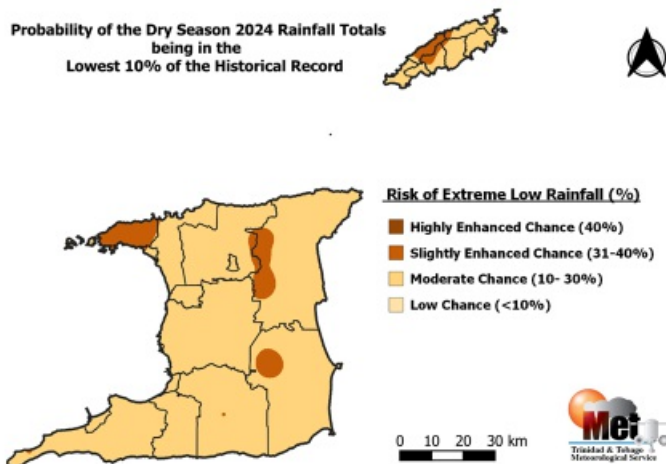 Probability of the Dry Season 2024 Rainfall Totals
being in the
Lowest 10% of the Historical Record
Risk of Extreme Low Rainfall (%)
Highly Enhanced Chance (40%)
Slightly Enhanced Chance (31-40%)
Moderate Chance (10- 30%)
Low Chance (<10%)
0 10 20 30 km
Met
Trinidad & Tobago
Meteorological Service